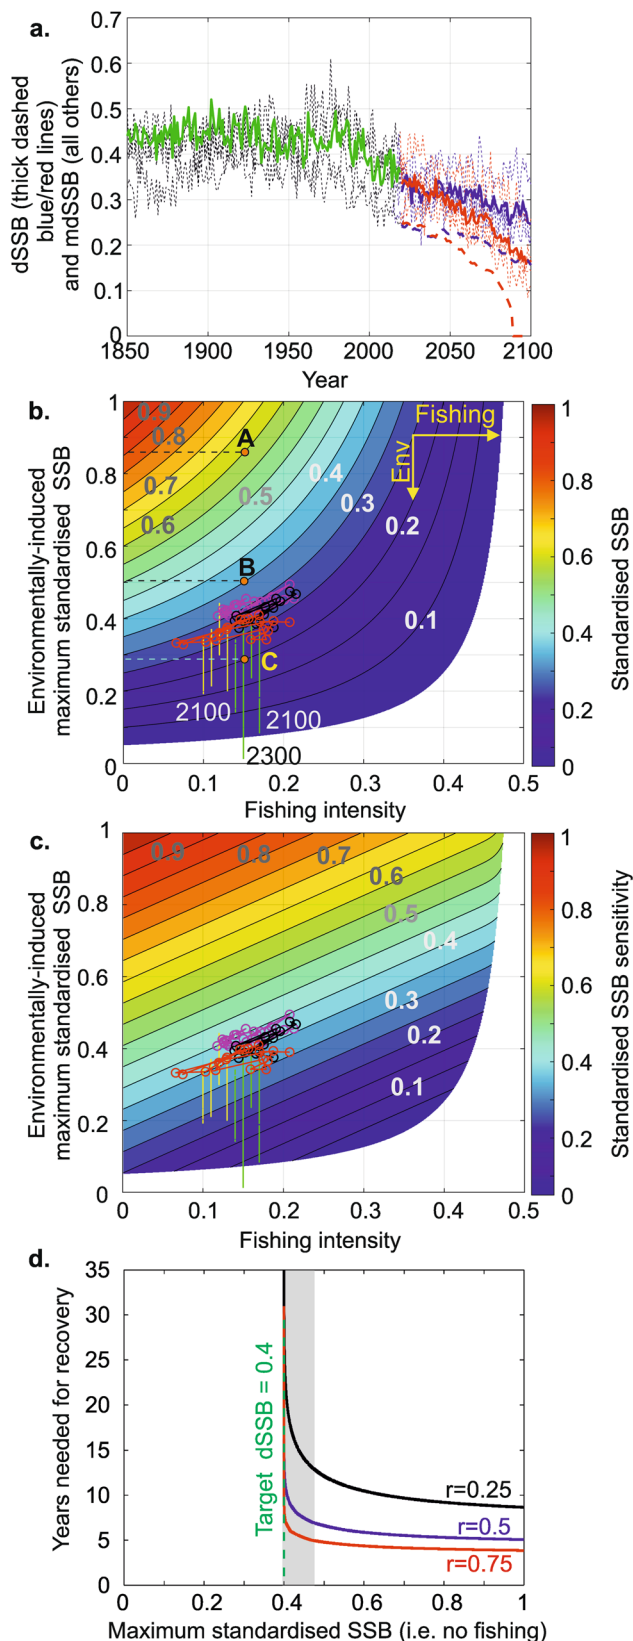 a.
0.7
0.6
0.5
0.4
0.3
0.2
0.1
0
dSSB (thick dashed
blue/red lines)
and mdSSB (all others)
1850 1900 1950 2000 2050 2100
Year
b.
1
0.8
0.6
0.4
0.2
0
Environmentally-induced
maximum standardised SSB
0.9
0.8
0.7
0.6
0.5
0.4
0.3
0.2
0.1
A
B
C
Fishing
Env
2100
2100
2300
0 0.1 0.2 0.3 0.4 0.5
Fishing intensity
1
0.8
0.6
0.4
0.2
0
Standardised SSB
c.
1
0.8
0.6
0.4
0.2
0
Environmentally-induced
maximum standardised SSB
0.9
0.8
0.7
0.6
0.5
0.4
0.3
0.2
0.1
0 0.1 0.2 0.3 0.4 0.5
Fishing intensity
1
0.8
0.6
0.4
0.2
0
Standardised SSB sensitivity
d.
35
30
25
20
15
10
5
0
Years needed for recovery
Target dSSB = 0.4
r=0.25
r=0.5
r=0.75
0 0.2 0.4 0.6 0.8 1
Maximum standardised SSB (i.e. no fishing)